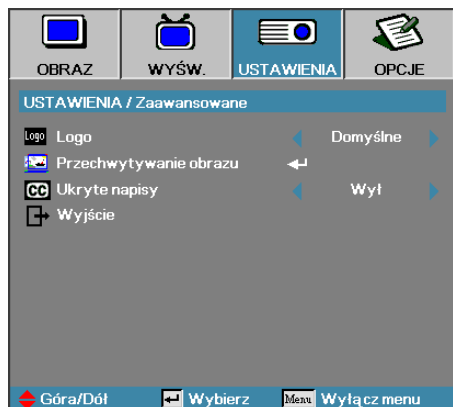 OBRAZ WYŚW. USTAWIENIA OPCJE
USTAWIENIA / Zaawansowane
Logo Logo Domyślne
Przechwytywanie obrazu
CC Ukryte napisy Wył
Wyjście
Góra/Dół Wybierz Menu Wyłącz menu